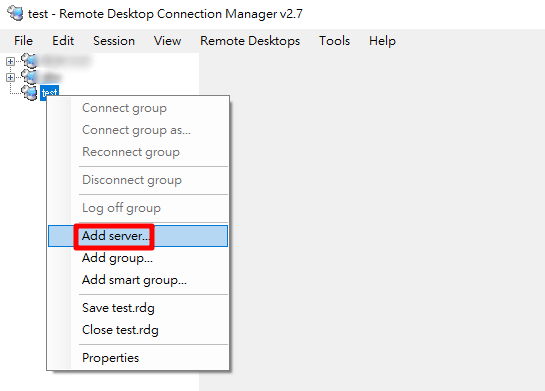 test - Remote Desktop Connection Manager v2.7
File Edit Session View Remote Desktops Tools Help
test
Connect group
Connect group as...
Reconnect group
Disconnect group
Log off group
Add server...
Add group...
Add smart group...
Save test.rdg
Close test.rdg
Properties